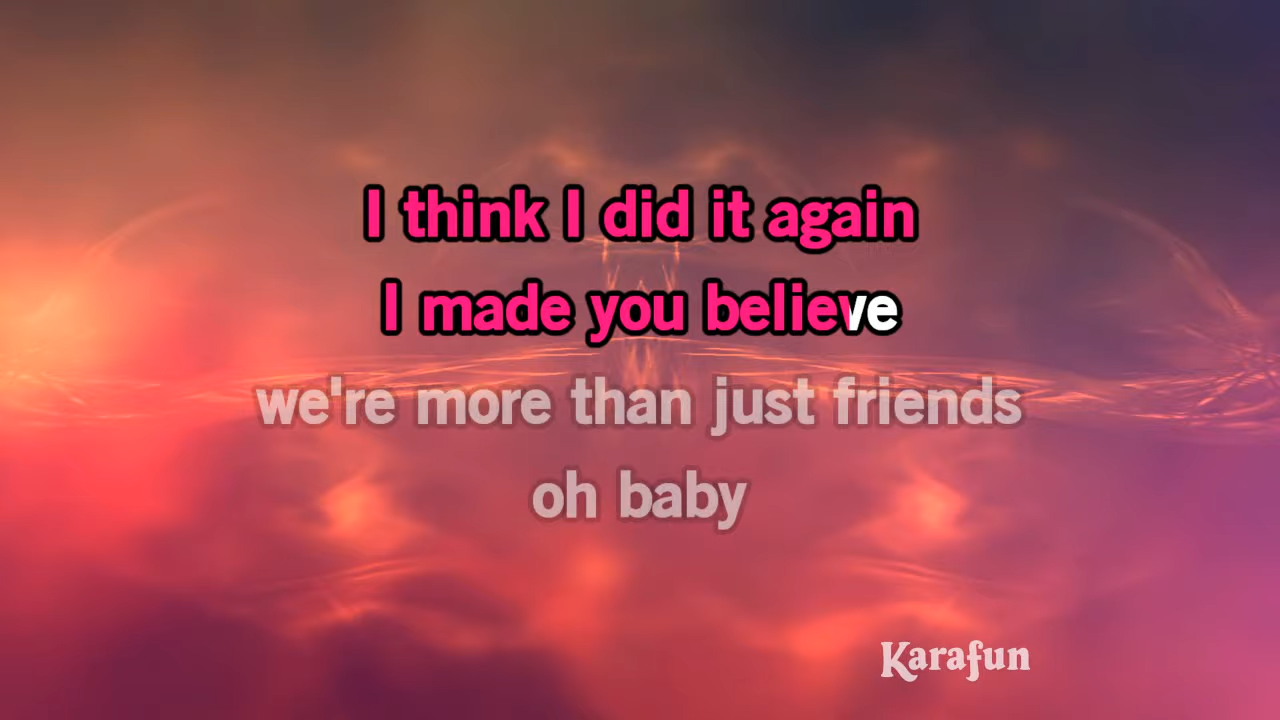 I think I did it again
I made you believe
we're more than just friends
oh baby
Karafun